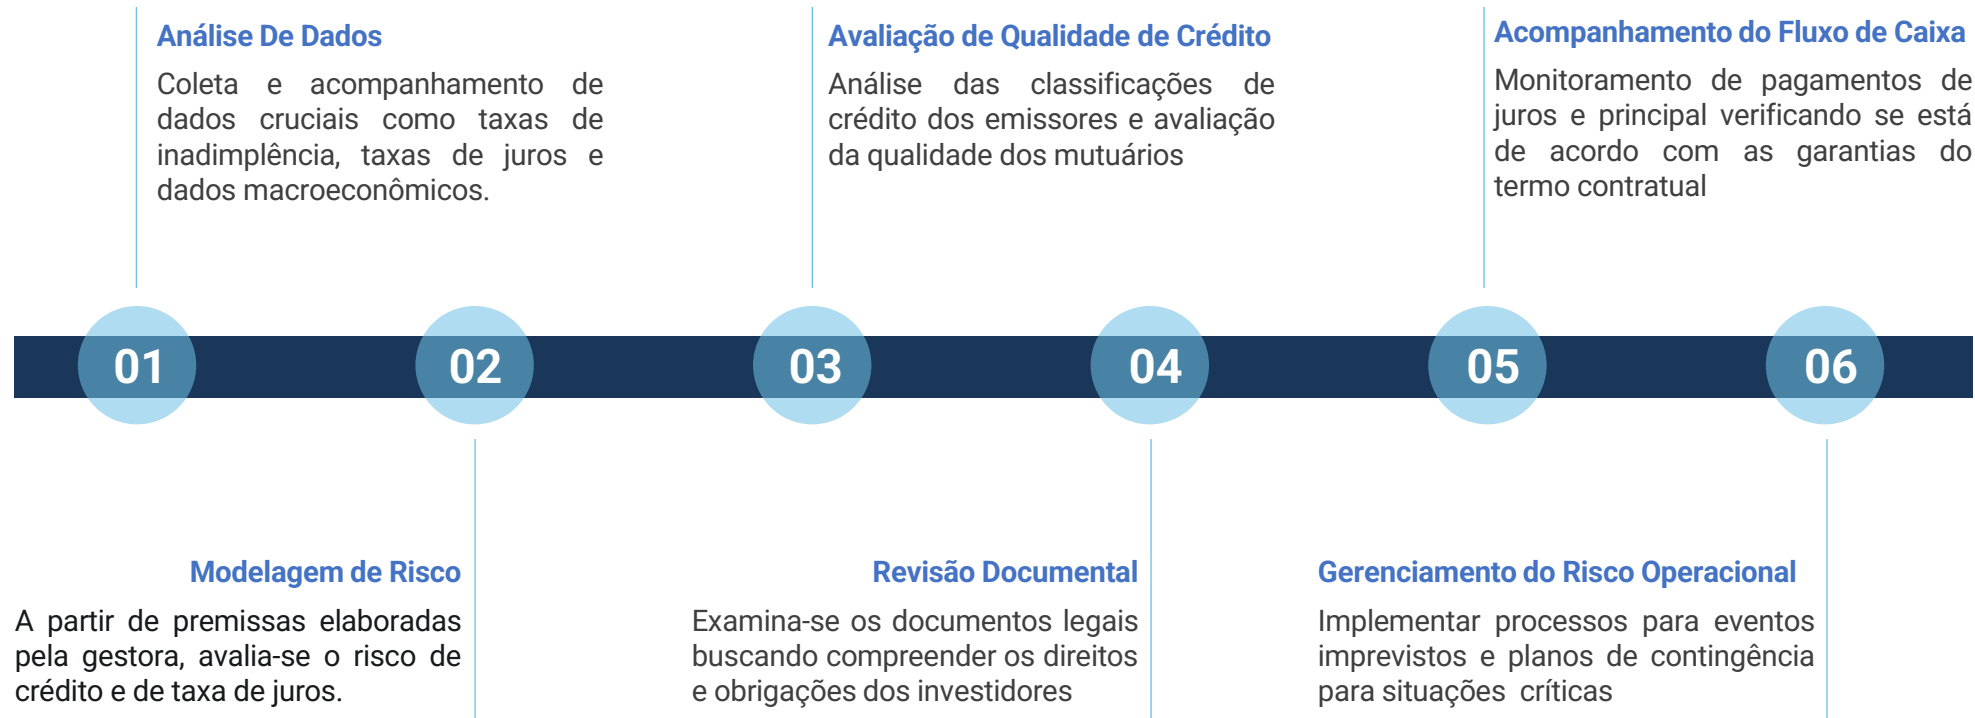 Análise De Dados
Coleta e acompanhamento de
dados cruciais como taxas de
inadimplência, taxas de juros e
dados macroeconômicos.
Avaliação de Qualidade de Crédito
Análise das classificações de
crédito dos emissores e avaliação
da qualidade dos mutuários
Acompanhamento do Fluxo de Caixa
Monitoramento de pagamentos de
juros e principal verificando se está
de acordo com as garantias do
termo contratual
01
02
03
04
05
06
Modelagem de Risco
A partir de premissas elaboradas
pela gestora, avalia-se o risco de
crédito e de taxa de juros.
Revisão Documental
Examina-se os documentos legais
buscando compreender os direitos
e obrigações dos investidores
Gerenciamento do Risco Operacional
Implementar processos para eventos
imprevistos e planos de contingência
para situações críticas